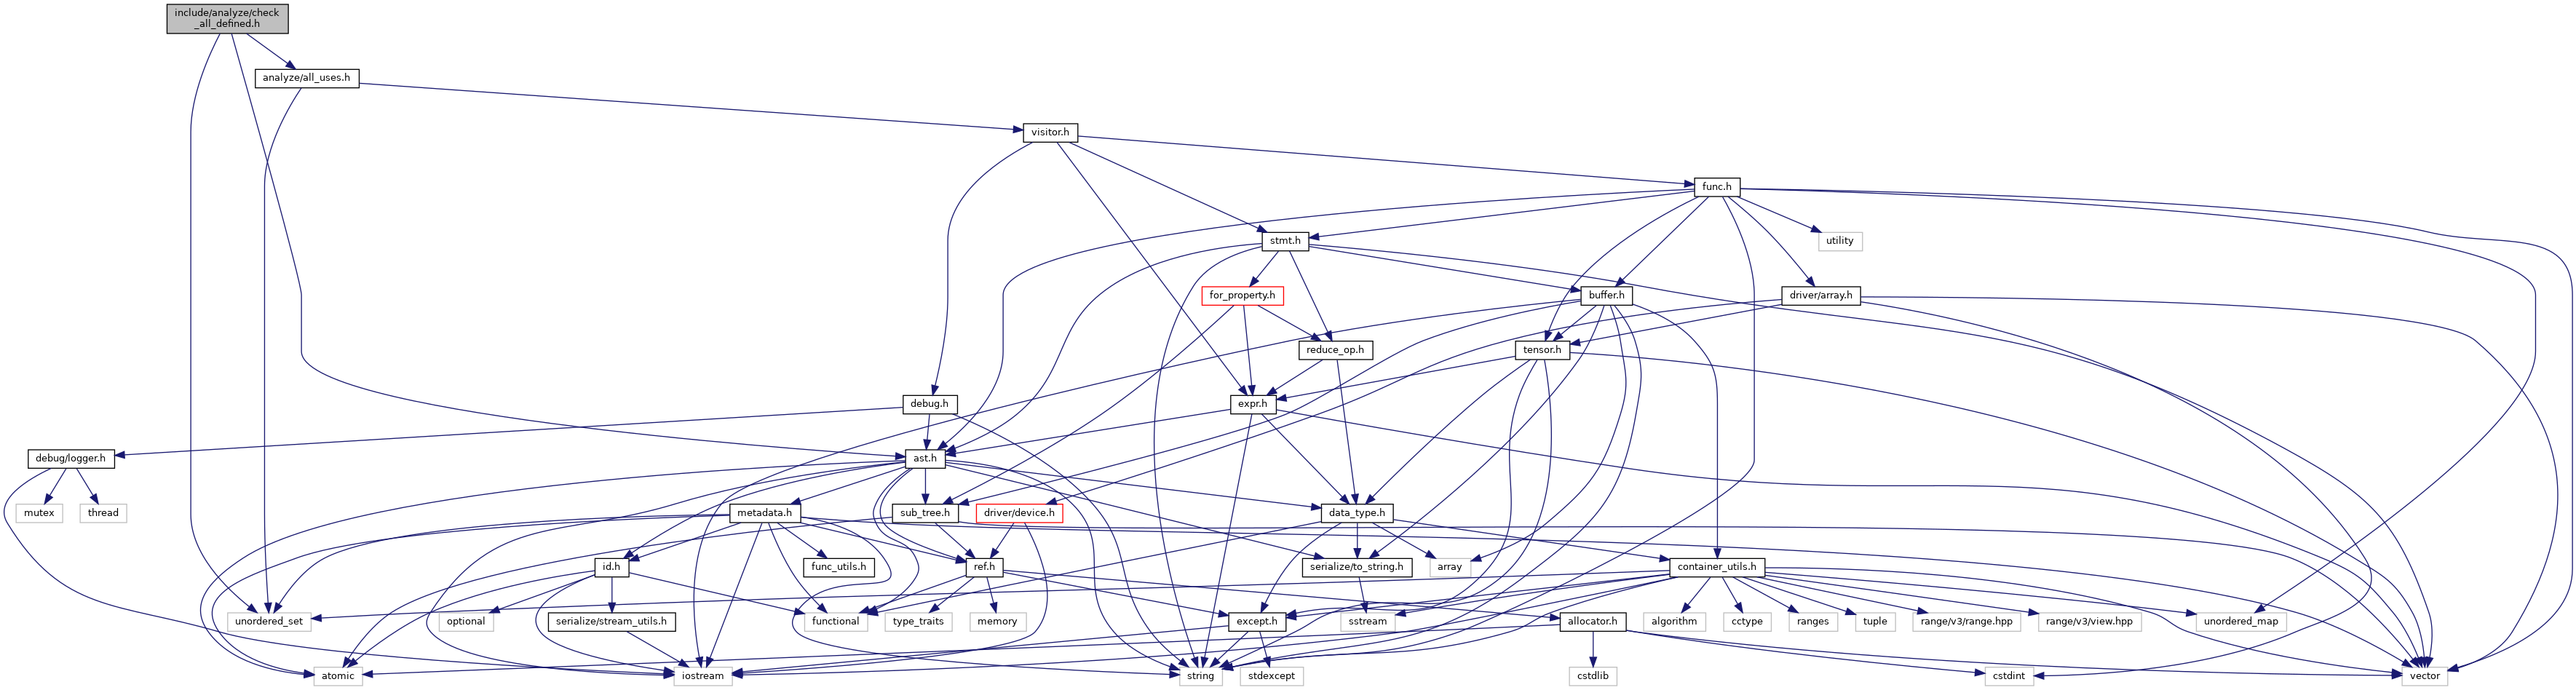 include/analyze/check
_all_defined.h
analyze/all_uses.h
visitor.h
func.h
stmt.h
utility
for_property.h
buffer.h
driver/array.h
reduce_op.h
tensor.h
debug.h
expr.h
debug/logger.h
ast.h
mutex
thread
metadata.h
sub_tree.h
driver/device.h
data_type.h
id.h
func_utils.h
ref.h
serialize/to_string.h
array
container_utils.h
unordered_set
optional
serialize/stream_utils.h
functional
type_traits
memory
except.h
sstream
allocator.h
algorithm
cctype
ranges
tuple
range/v3/range.hpp
range/v3/view.hpp
unordered_map
atomic
iostream
string
stdexcept
cstdlib
cstdint
vector